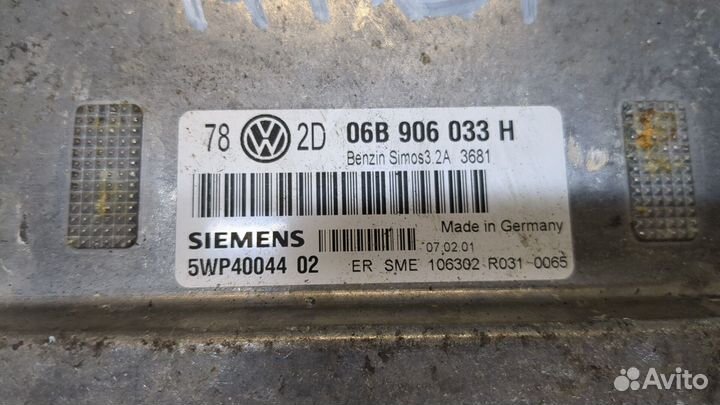 78 VW 2D 06B 906 033 H
Benzin Simos3.2A 3681
Made in Germany
SIEMENS 07.02.01
5WP40044 02 ER SME 106302 R031-0065
Avito